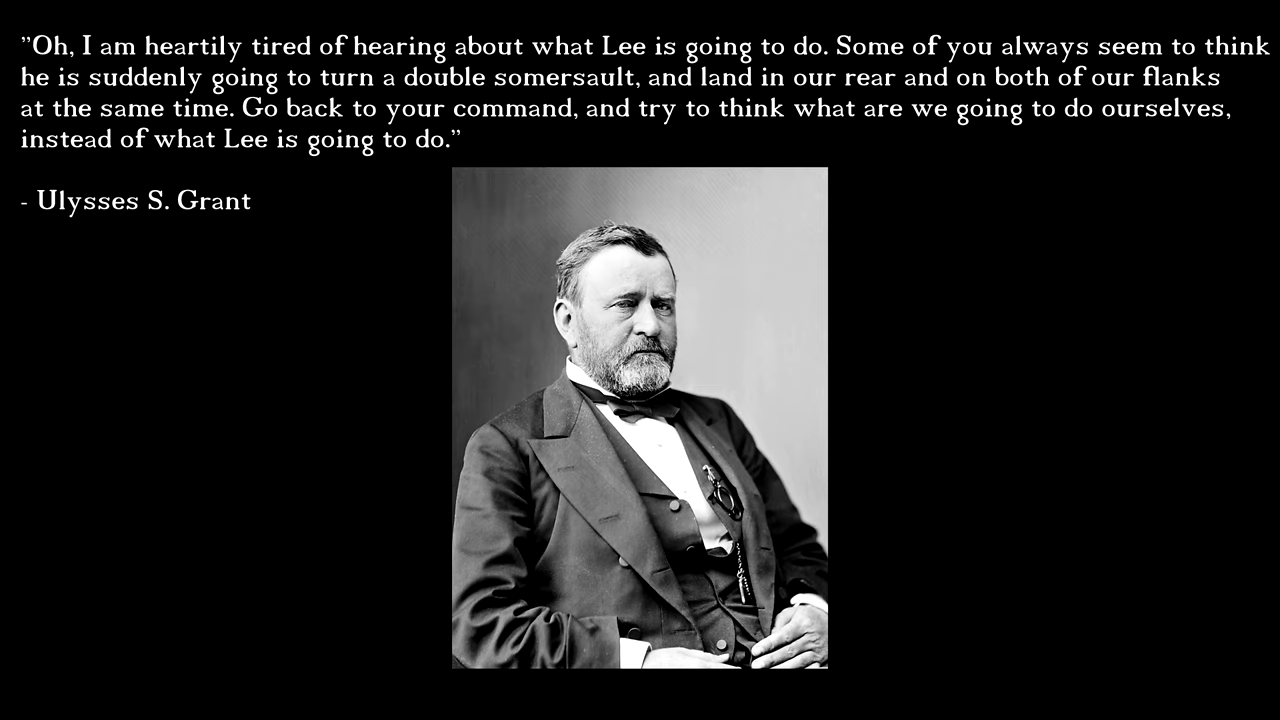 ”Oh, I am heartily tired of hearing about what Lee is going to do. Some of you always seem to think
he is suddenly going to turn a double somersault, and land in our rear and on both of our flanks
at the same time. Go back to your command, and try to think what are we going to do ourselves,
instead of what Lee is going to do.”
- Ulysses S. Grant